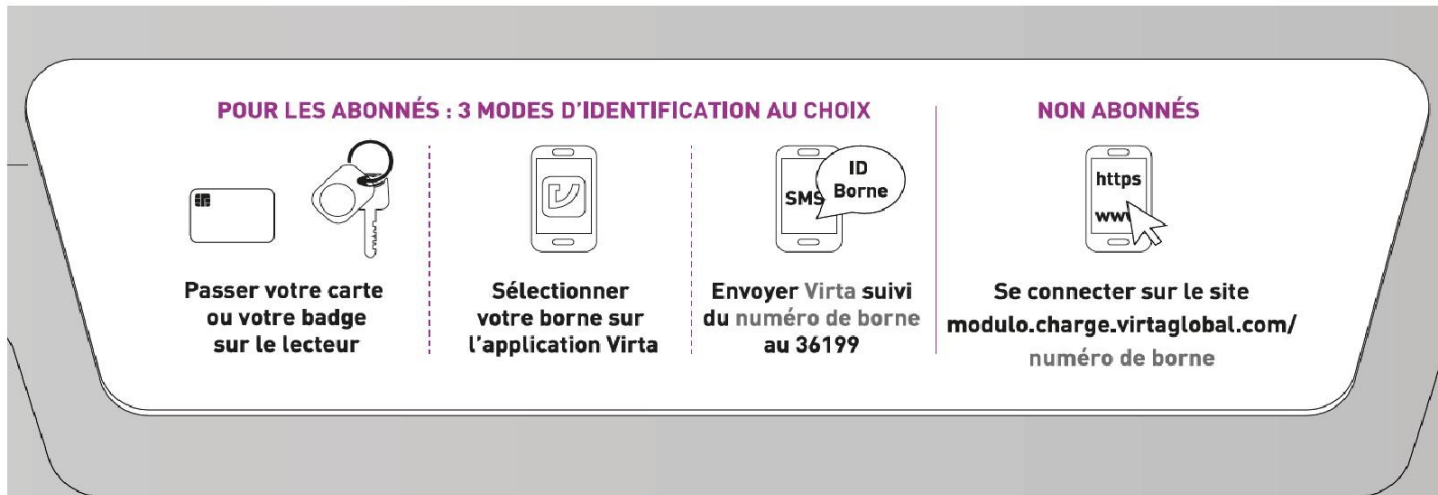 POUR LES ABONNÉS : 3 MODES D'IDENTIFICATION AU CHOIX
Passer votre carte
ou votre badge
sur le lecteur
Sélectionner
votre borne sur
l'application Virta
SMS
ID
Borne
Envoyer Virta suivi
du numéro de borne
au 36199
NON ABONNÉS
https
www
Se connecter sur le site
modulo.charge.virtaglobal.com/
numéro de borne